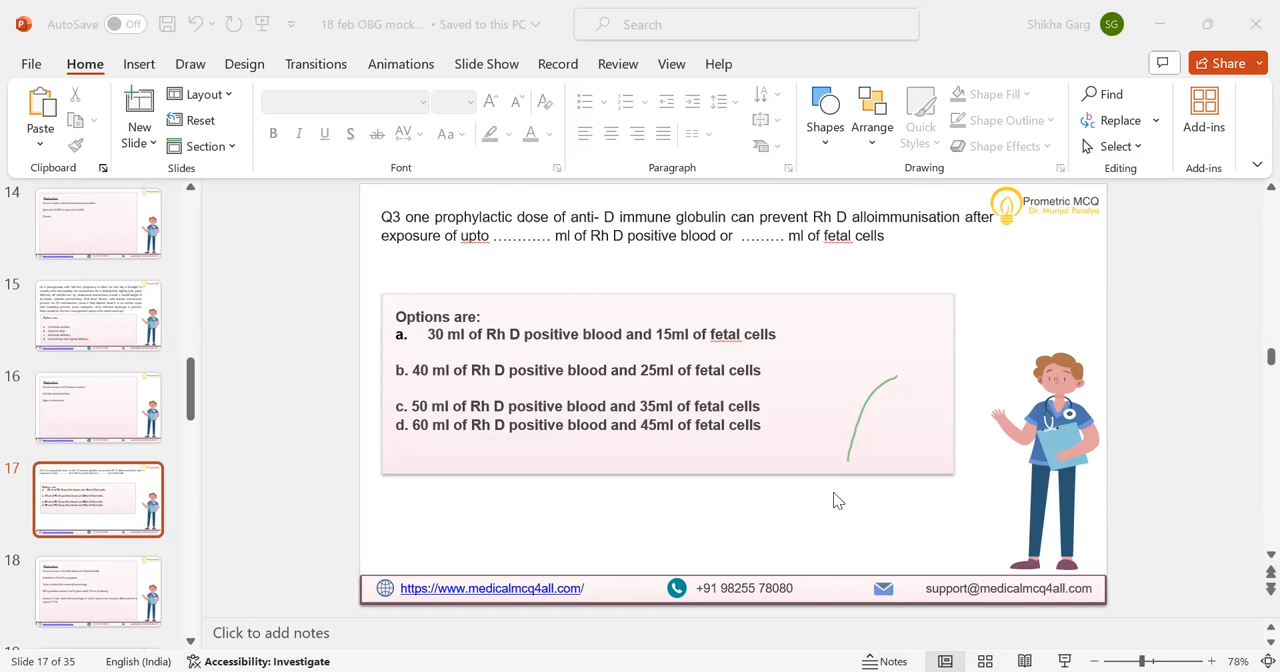 AutoSave Off 18 feb OBG mock... • Saved to this PC Search Shikha Garg SG
File Home Insert Draw Design Transitions Animations Slide Show Record Review View Help Share
Paste New Slide Layout Reset Section Shapes Arrange Quick Styles Shape Fill Shape Outline Shape Effects Find Replace Select Add-ins
Clipboard Slides Font Paragraph Drawing Editing Add-ins
14
15
16
17
18
Prometric MCQ
Dr. Munjal Pandya
Q3 one prophylactic dose of anti- D immune globulin can prevent Rh D alloimmunisation after
exposure of upto ............ ml of Rh D positive blood or ......... ml of fetal cells
Options are:
a. 30 ml of Rh D positive blood and 15ml of fetal cells
b. 40 ml of Rh D positive blood and 25ml of fetal cells
c. 50 ml of Rh D positive blood and 35ml of fetal cells
d. 60 ml of Rh D positive blood and 45ml of fetal cells
https://www.medicalmcq4all.com/ +91 98257 78080 support@medicalmcq4all.com
Click to add notes
Slide 17 of 35 English (India) Accessibility: Investigate Notes 78%